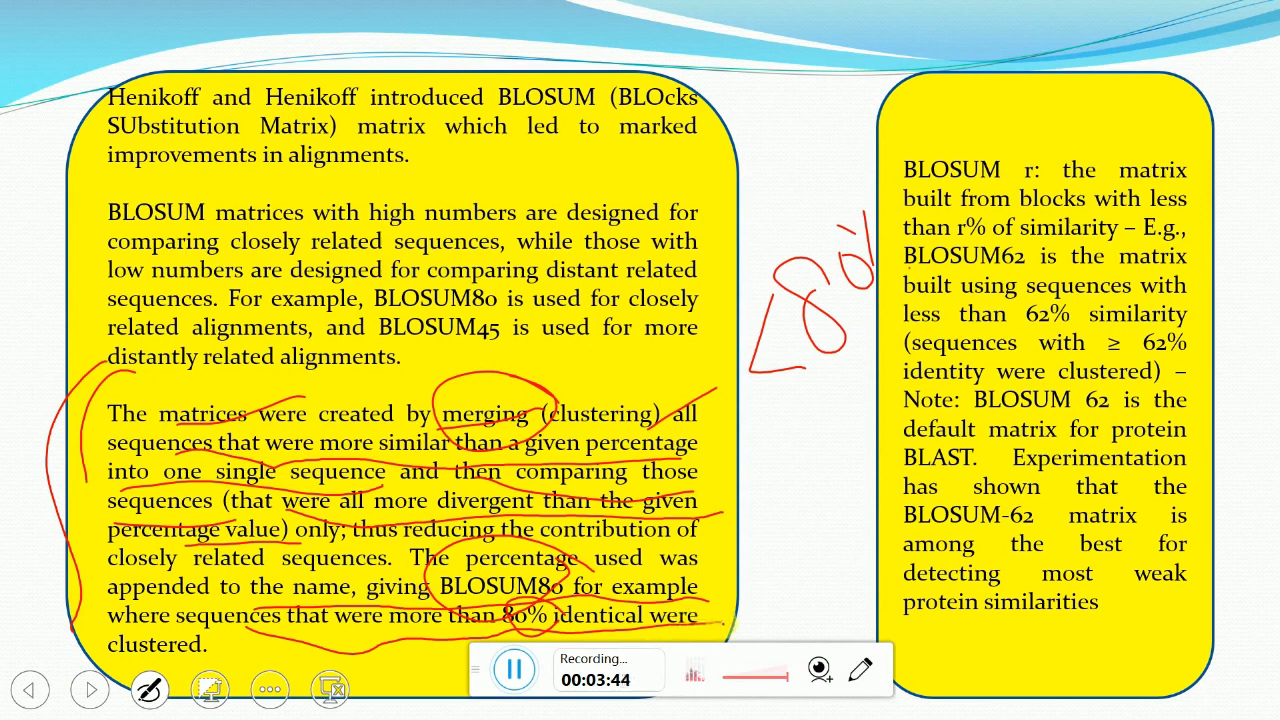 Henikoff and Henikoff introduced BLOSUM (BLOcks
SUbstitution Matrix) matrix which led to marked
improvements in alignments.
BLOSUM matrices with high numbers are designed for
comparing closely related sequences, while those with
low numbers are designed for comparing distant related
sequences. For example, BLOSUM80 is used for closely
related alignments, and BLOSUM45 is used for more
distantly related alignments.
The matrices were created by merging (clustering) all
sequences that were more similar than a given percentage
into one single sequence and then comparing those
sequences (that were all more divergent than the given
percentage value) only; thus reducing the contribution of
closely related sequences. The percentage used was
appended to the name, giving BLOSUM80 for example
where sequences that were more than 80% identical were
clustered.
<80%
BLOSUM r: the matrix
built from blocks with less
than r% of similarity – E.g.,
BLOSUM62 is the matrix
built using sequences with
less than 62% similarity
(sequences with ≥ 62%
identity were clustered) –
Note: BLOSUM 62 is the
default matrix for protein
BLAST. Experimentation
has shown that the
BLOSUM-62 matrix is
among the best for
detecting most weak
protein similarities
Recording...
00:03:44